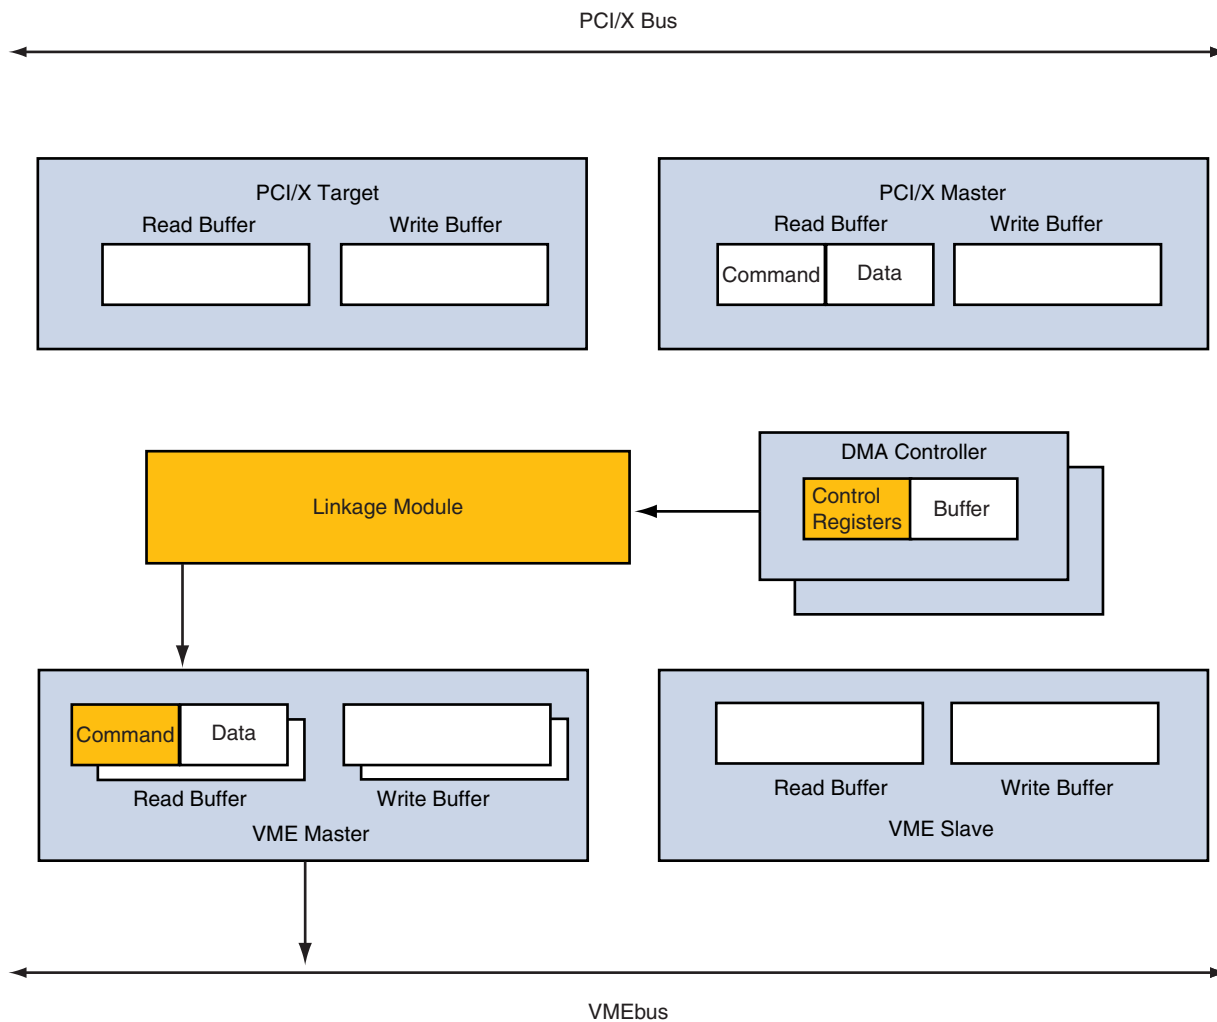 PCI/X Bus
PCI/X Target
Read Buffer
Write Buffer
PCI/X Master
Read Buffer
Write Buffer
Command
Data
Linkage Module
DMA Controller
Control
Registers
Buffer
Command
Data
Read Buffer
Write Buffer
VME Master
Read Buffer
Write Buffer
VME Slave
VMEbus